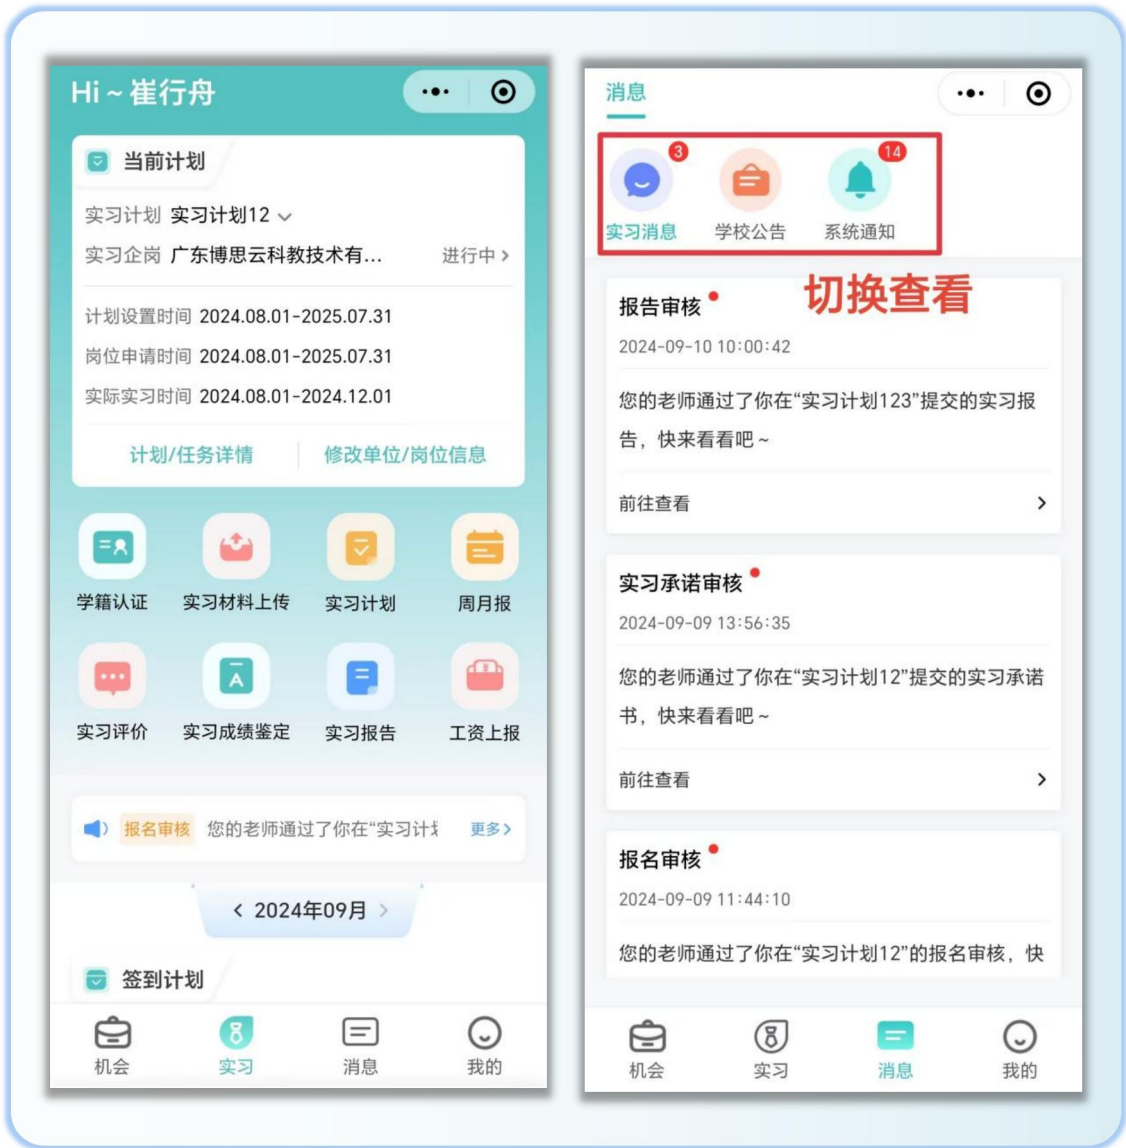 Hi ~ 崔行舟
当前计划
实习计划 实习计划12
实习企岗 广东博思云科教技术有... 进行中
计划设置时间 2024.08.01-2025.07.31
岗位申请时间 2024.08.01-2025.07.31
实际实习时间 2024.08.01-2024.12.01
计划/任务详情 修改单位/岗位信息
学籍认证 实习材料上传 实习计划 周月报
实习评价 实习成绩鉴定 实习报告 工资上报
报名审核 您的老师通过了你在“实习计 更多
2024年09月
签到计划
机会 实习 消息 我的
消息
3 14
实习消息 学校公告 系统通知
切换查看
报告审核
2024-09-10 10:00:42
您的老师通过了你在“实习计划123”提交的实习报
告，快来看看吧 ~
前往查看
实习承诺审核
2024-09-09 13:56:35
您的老师通过了你在“实习计划12”提交的实习承诺
书，快来看看吧 ~
前往查看
报名审核
2024-09-09 11:44:10
您的老师通过了你在“实习计划12”的报名审核，快
机会 实习 消息 我的